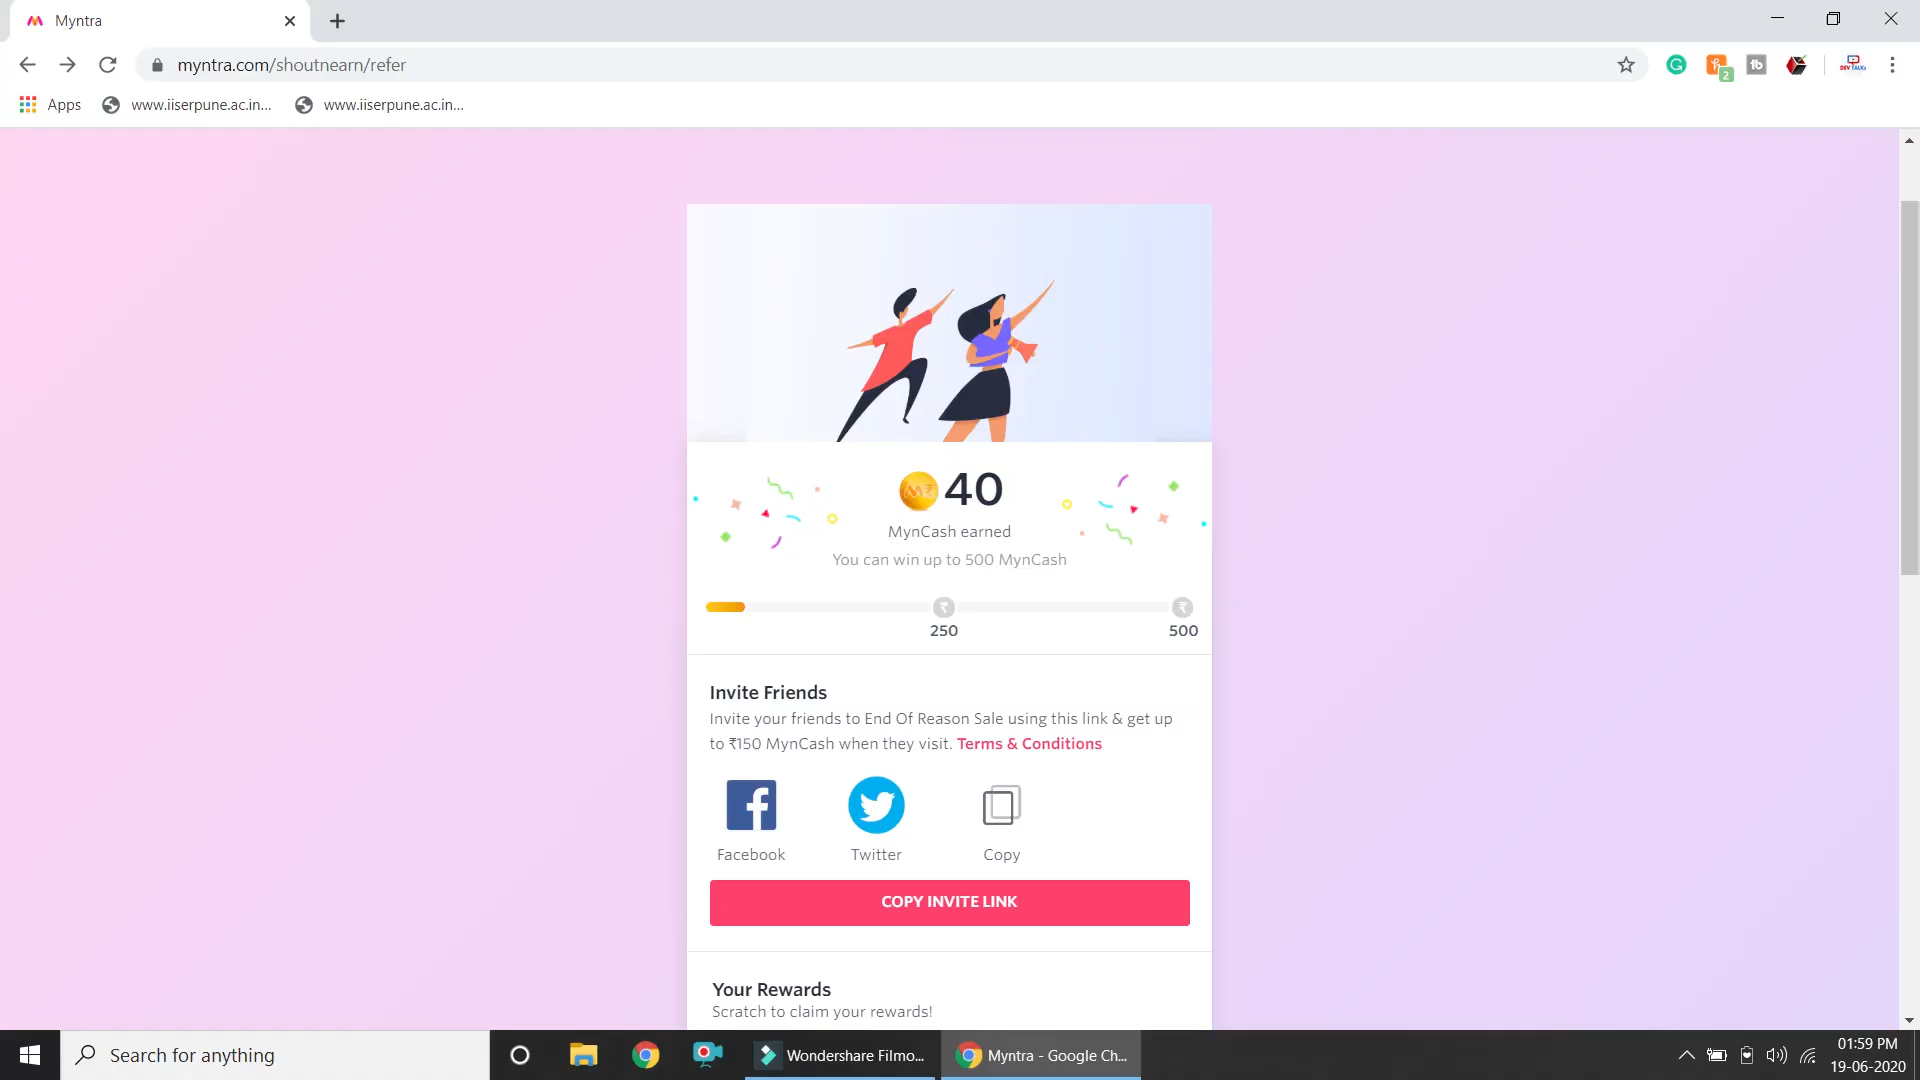 Myntra
myntra.com/shoutnearn/refer
2
DEV TALKs
Apps
www.iiserpune.ac.in...
www.iiserpune.ac.in...
40
MynCash earned
You can win up to 500 MynCash
250
500
Invite Friends
Invite your friends to End Of Reason Sale using this link & get up
to ₹150 MynCash when they visit. Terms & Conditions
Facebook
Twitter
Copy
COPY INVITE LINK
Your Rewards
Scratch to claim your rewards!
Search for anything
Wondershare Filmo...
Myntra - Google Ch...
01:59 PM
19-06-2020